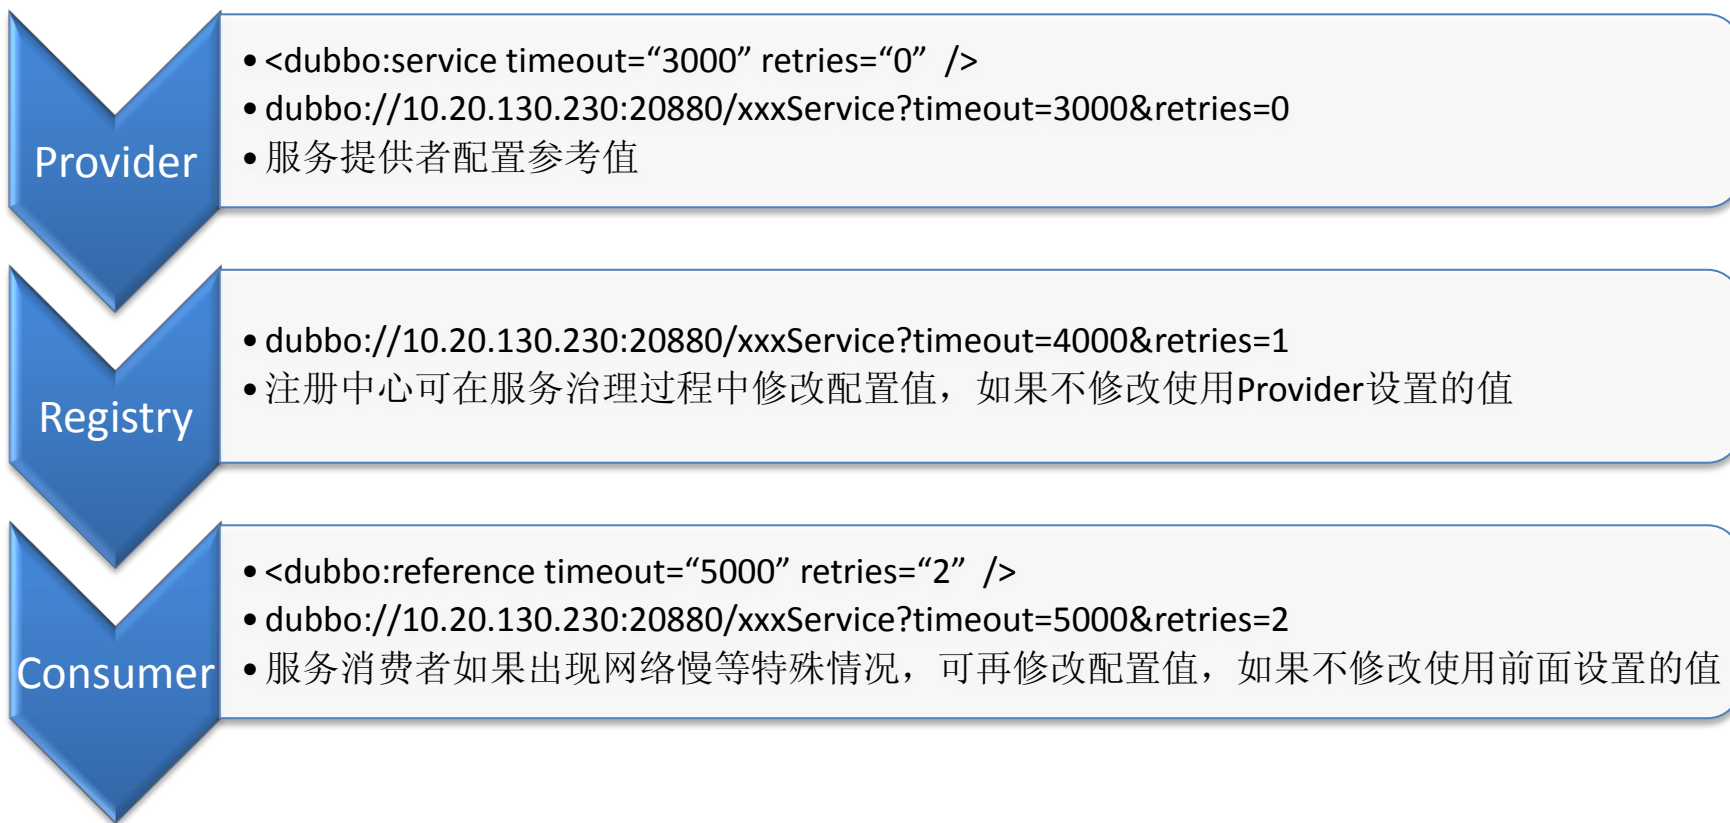 Provider
•<dubbo:service timeout=“3000” retries=“0” />
•dubbo://10.20.130.230:20880/xxxService?timeout=3000&retries=0
•服务提供者配置参考值
Registry
•dubbo://10.20.130.230:20880/xxxService?timeout=4000&retries=1
•注册中心可在服务治理过程中修改配置值，如果不修改使用Provider设置的值
Consumer
•<dubbo:reference timeout=“5000” retries=“2” />
•dubbo://10.20.130.230:20880/xxxService?timeout=5000&retries=2
•服务消费者如果出现网络慢等特殊情况，可再修改配置值，如果不修改使用前面设置的值